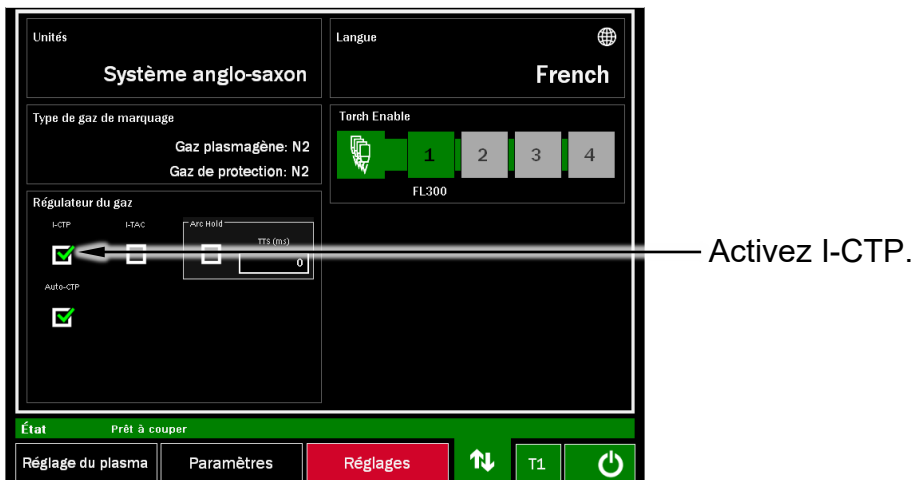 Unités
Système anglo-saxon
Langue
French
Type de gaz de marquage
Gaz plasmagène: N2
Gaz de protection: N2
Torch Enable
1 2 3 4
FL300
Régulateur du gaz
I-CTP I-TAC Arc Hold
TTS (ms)
0
Auto-CTP
Activez I-CTP.
État Prêt à couper
Réglage du plasma Paramètres Réglages T1